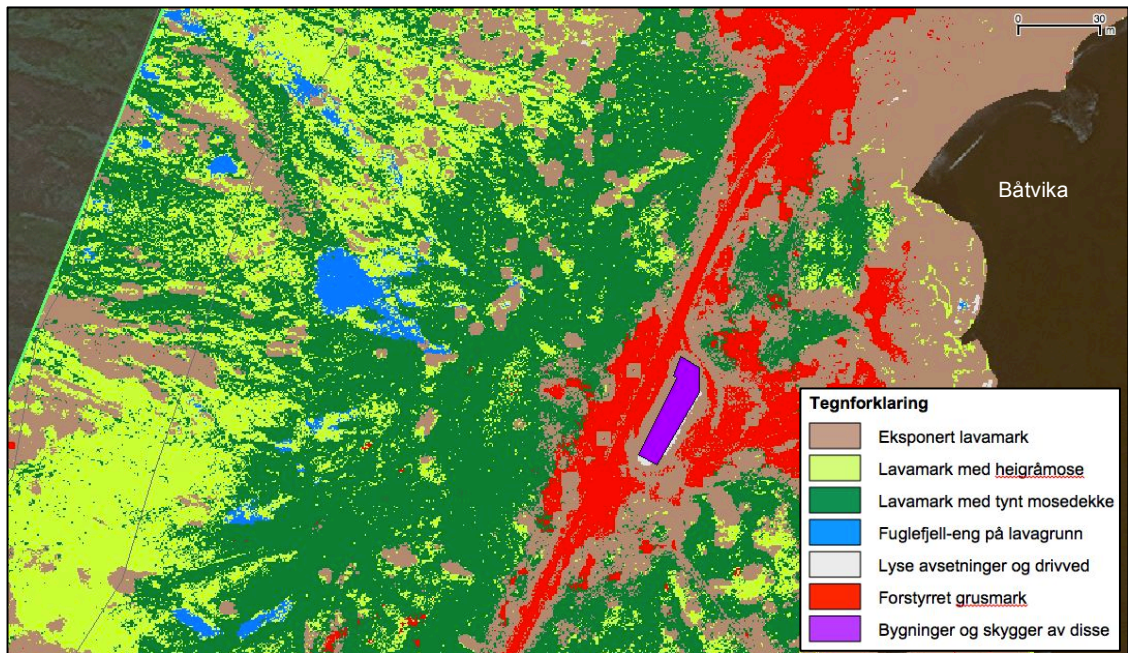 0 30
m
Båtvika
Tegnforklaring
Eksponert lavamark
Lavamark med heigråmose
Lavamark med tynt mosedekke
Fuglefjell-eng på lavagrunn
Lyse avsetninger og drivved
Forstyrret grusmark
Bygninger og skygger av disse